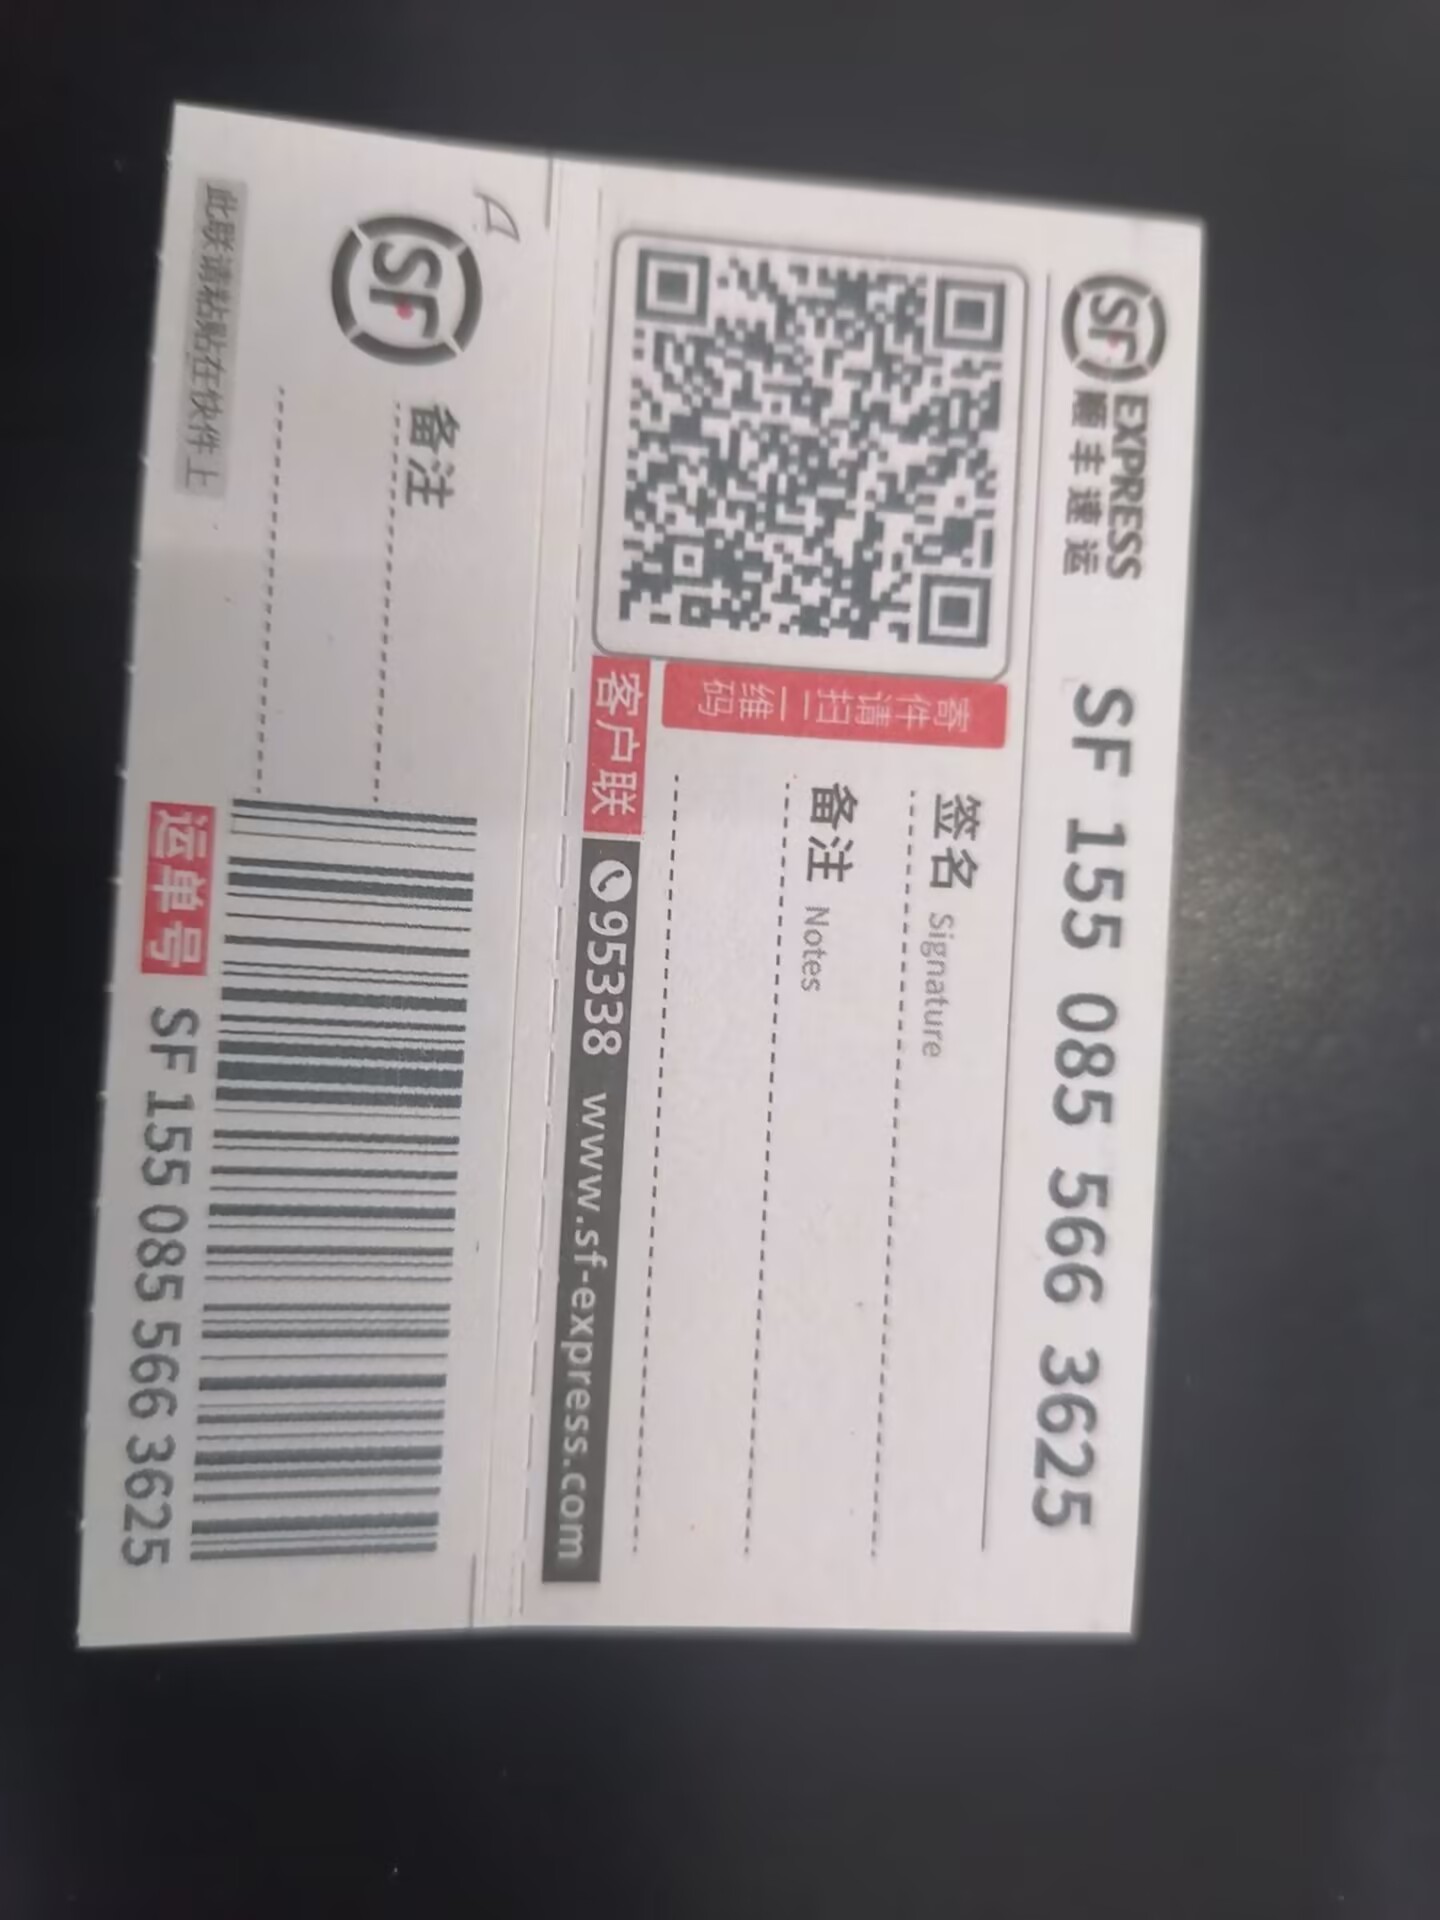 SF EXPRESS
顺丰速运
SF 155 085 566 3625
寄件请扫二维码
签名 Signature
备注 Notes
客户联 95338 www.sf-express.com
SF
备注
此联请粘贴在快件上
运单号 SF 155 085 566 3625